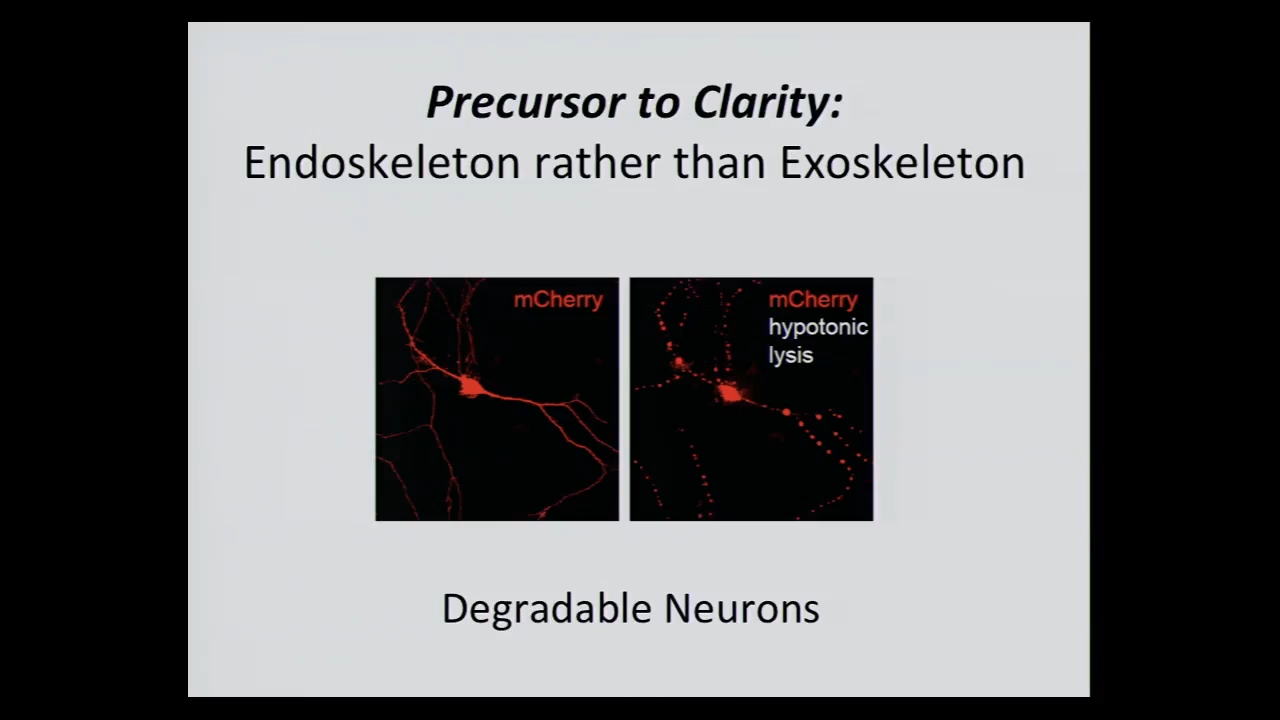 Precursor to Clarity:
Endoskeleton rather than Exoskeleton
mCherry
mCherry
hypotonic
lysis
Degradable Neurons